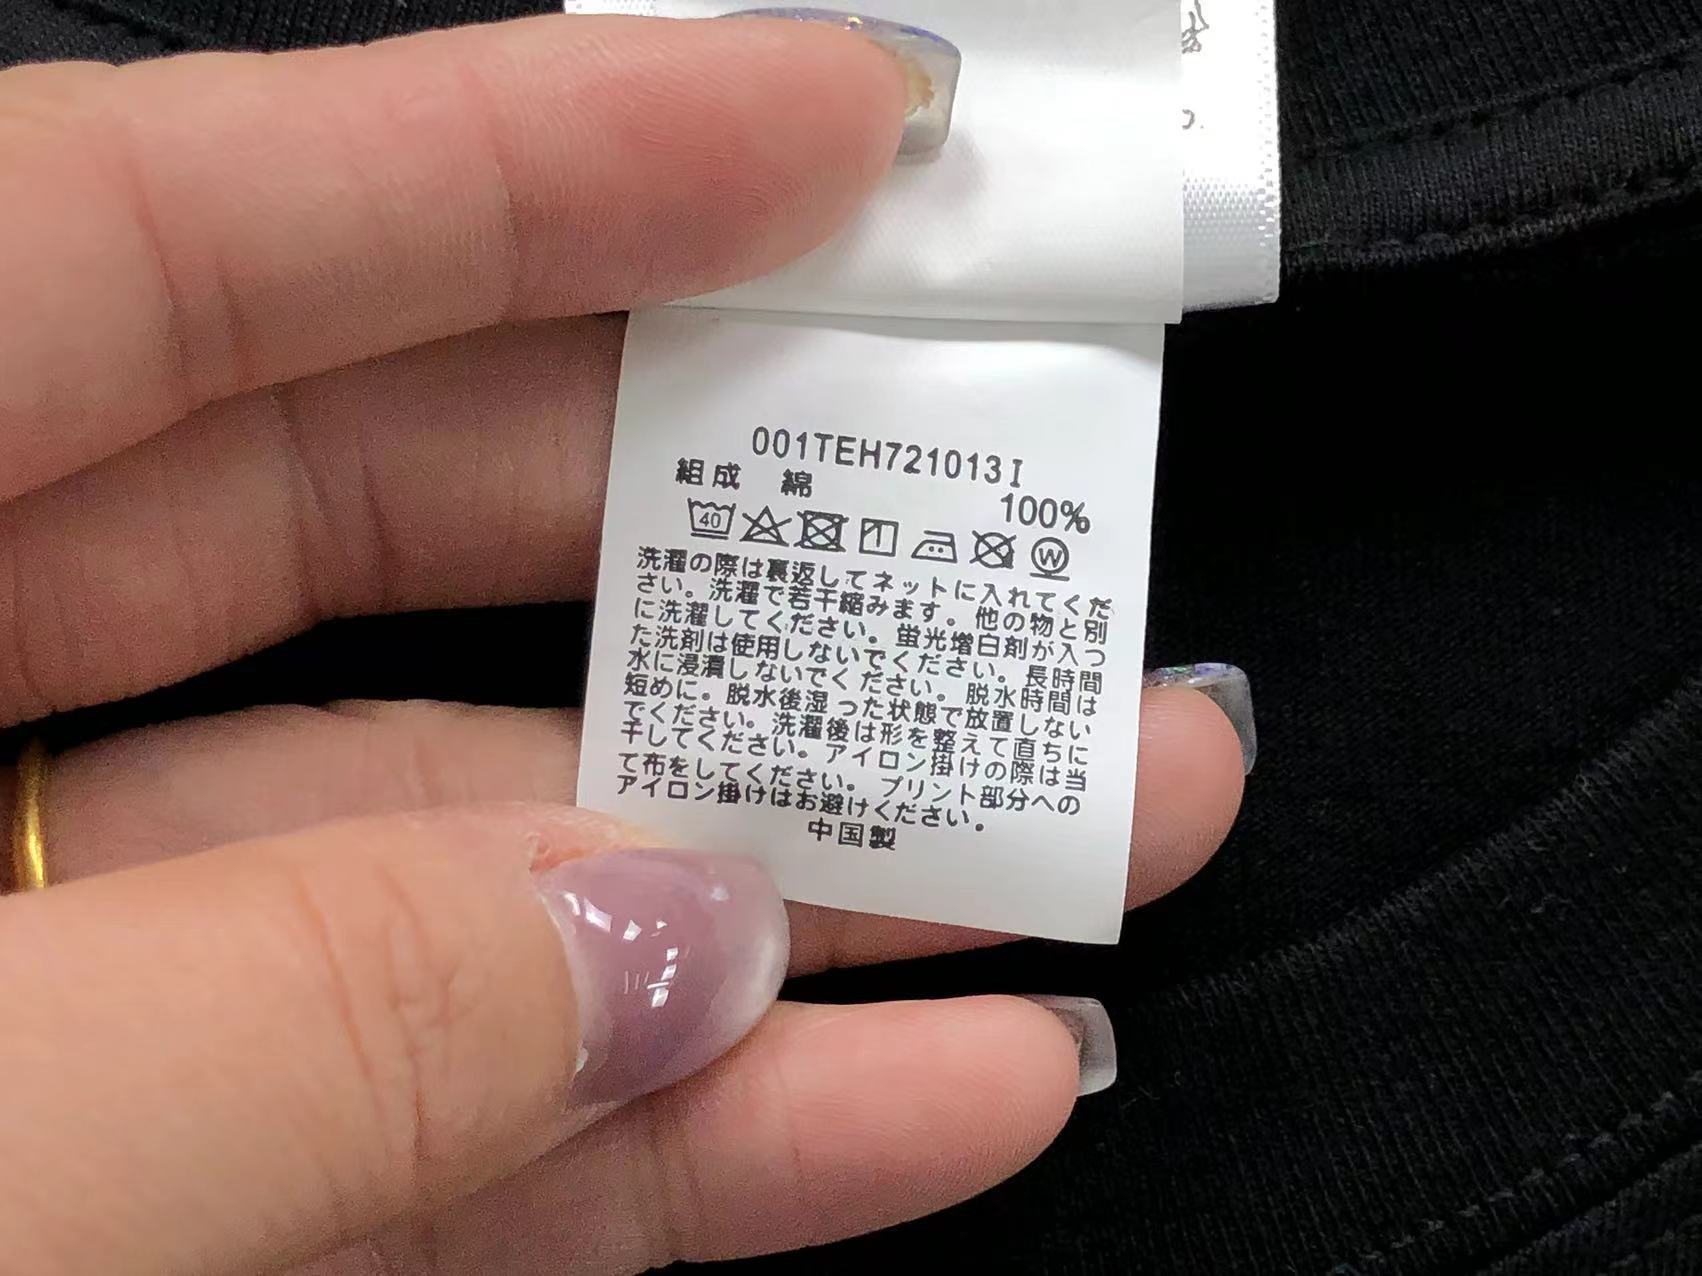 001TEH721013I
組成 綿 100%
40
W
洗濯の際は裏返してネットに入れてくだ
さい。洗濯で若干縮みます。他の物と別
に洗濯してください。蛍光増白剤が入つ
た洗剤は使用しないでください。長時間
水に浸漬しないでください。脱水時間は
短めに。脱水後湿った状態で放置しない
でください。洗濯後は形を整えて直ちに
干してください。アイロン掛けの際は当
て布をしてください。プリント部分への
アイロン掛けはお避けください。
中国製